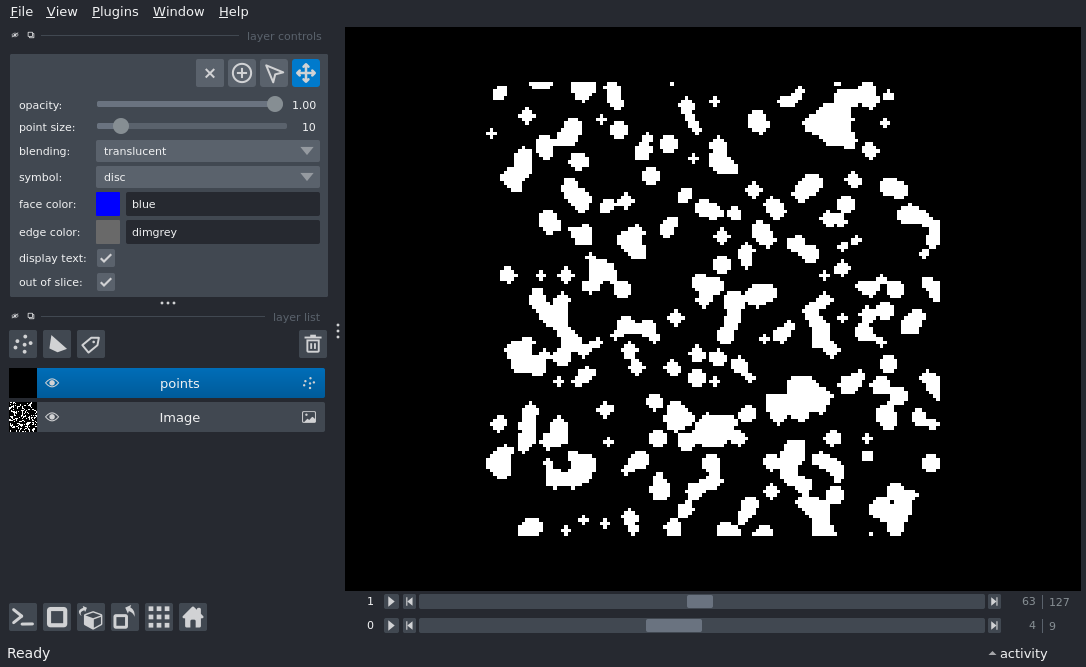 File View Plugins Window Help
layer controls
opacity: 1.00
point size: 10
blending: translucent
symbol: disc
face color: blue
edge color: dimgrey
display text:
out of slice:
layer list
points
Image
1 63 127
0 4 9
Ready activity